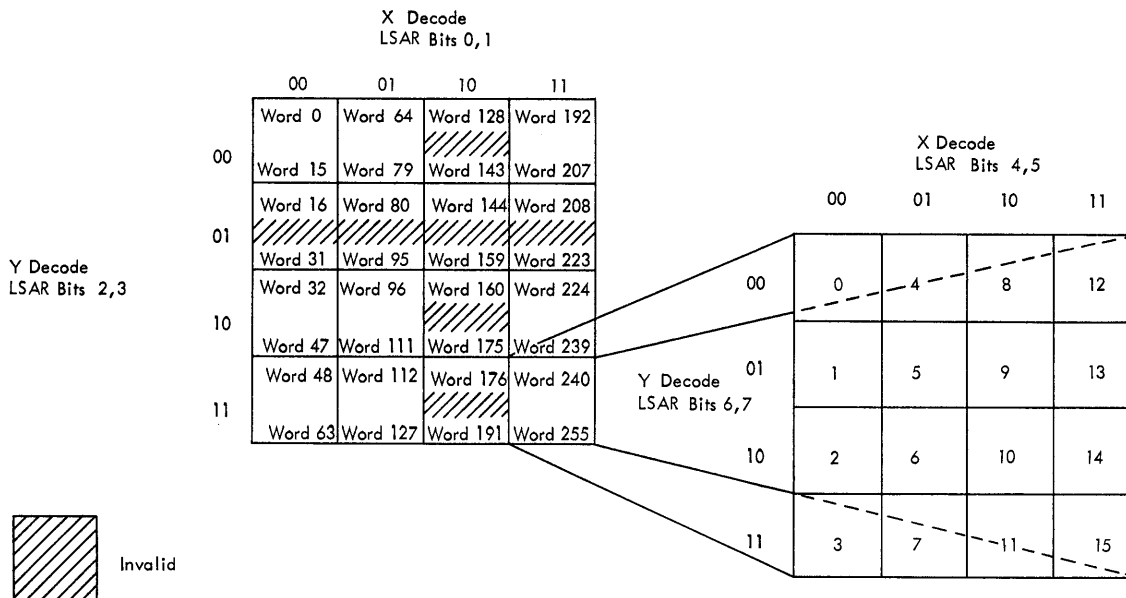 X Decode
LSAR Bits 0,1
00 01 10 11
Word 0 Word 64 Word 128 Word 192
00
Word 15 Word 79 Word 143 Word 207
Word 16 Word 80 Word 144 Word 208
01
Word 31 Word 95 Word 159 Word 223
Y Decode
LSAR Bits 2,3
Word 32 Word 96 Word 160 Word 224
10
Word 47 Word 111 Word 175 Word 239
Word 48 Word 112 Word 176 Word 240
11
Word 63 Word 127 Word 191 Word 255
Invalid
X Decode
LSAR Bits 4,5
00 01 10 11
00 0 4 8 12
Y Decode
LSAR Bits 6,7
01 1 5 9 13
10 2 6 10 14
11 3 7 11 15